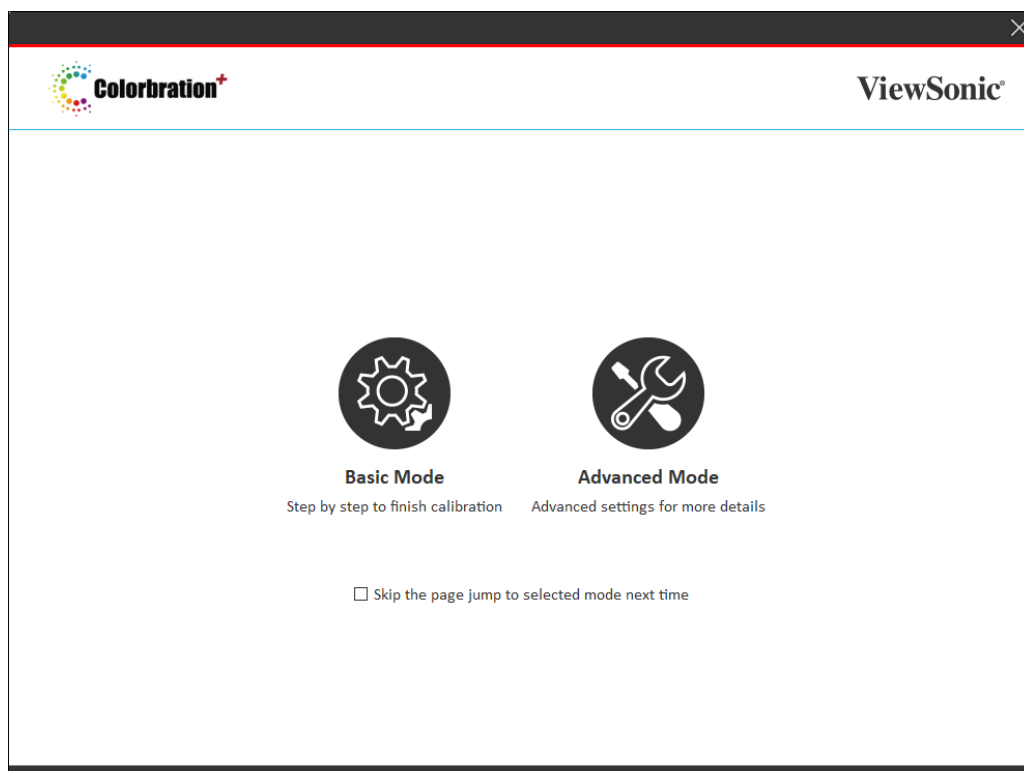 Colorbration+
ViewSonic®
Basic Mode
Advanced Mode
Step by step to finish calibration
Advanced settings for more details
Skip the page jump to selected mode next time